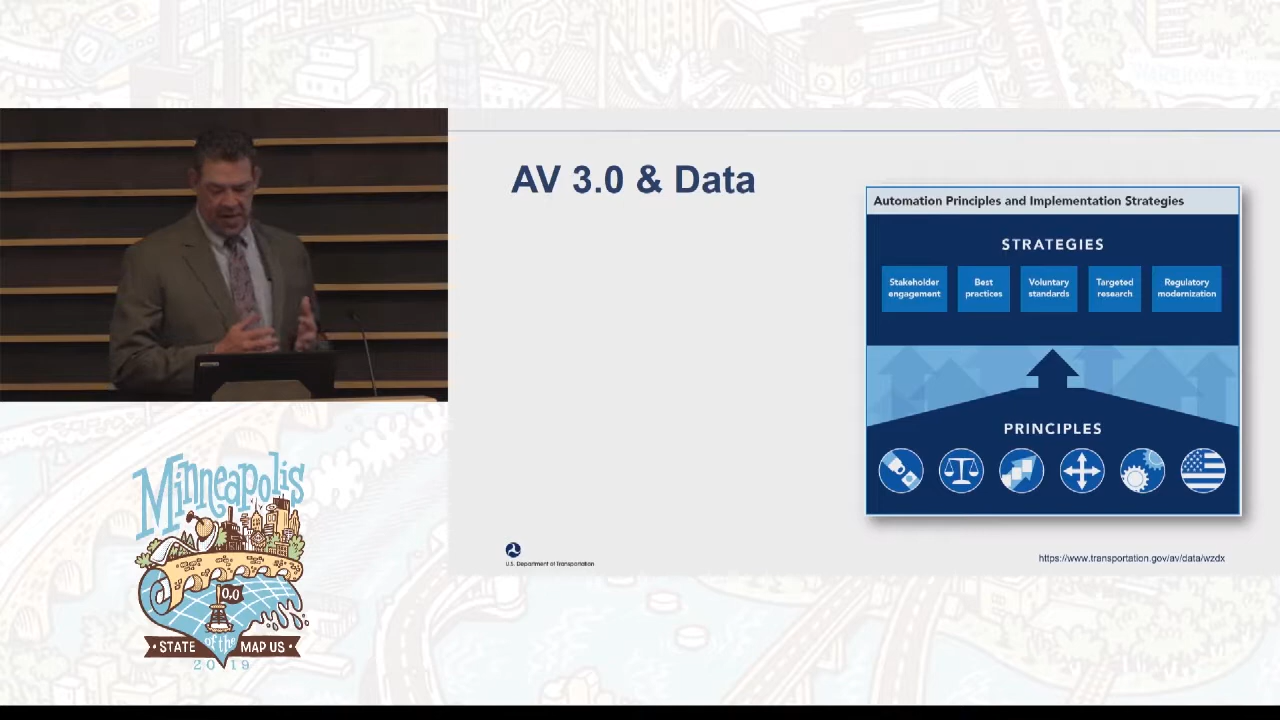 AV 3.0 & Data
Automation Principles and Implementation Strategies
STRATEGIES
Stakeholder
engagement
Best
practices
Voluntary
standards
Targeted
research
Regulatory
modernization
PRINCIPLES
U.S. Department of Transportation
https://www.transportation.gov/av/data/wzdx
Minneapolis
0,0
• STATE of the MAP US •
2019